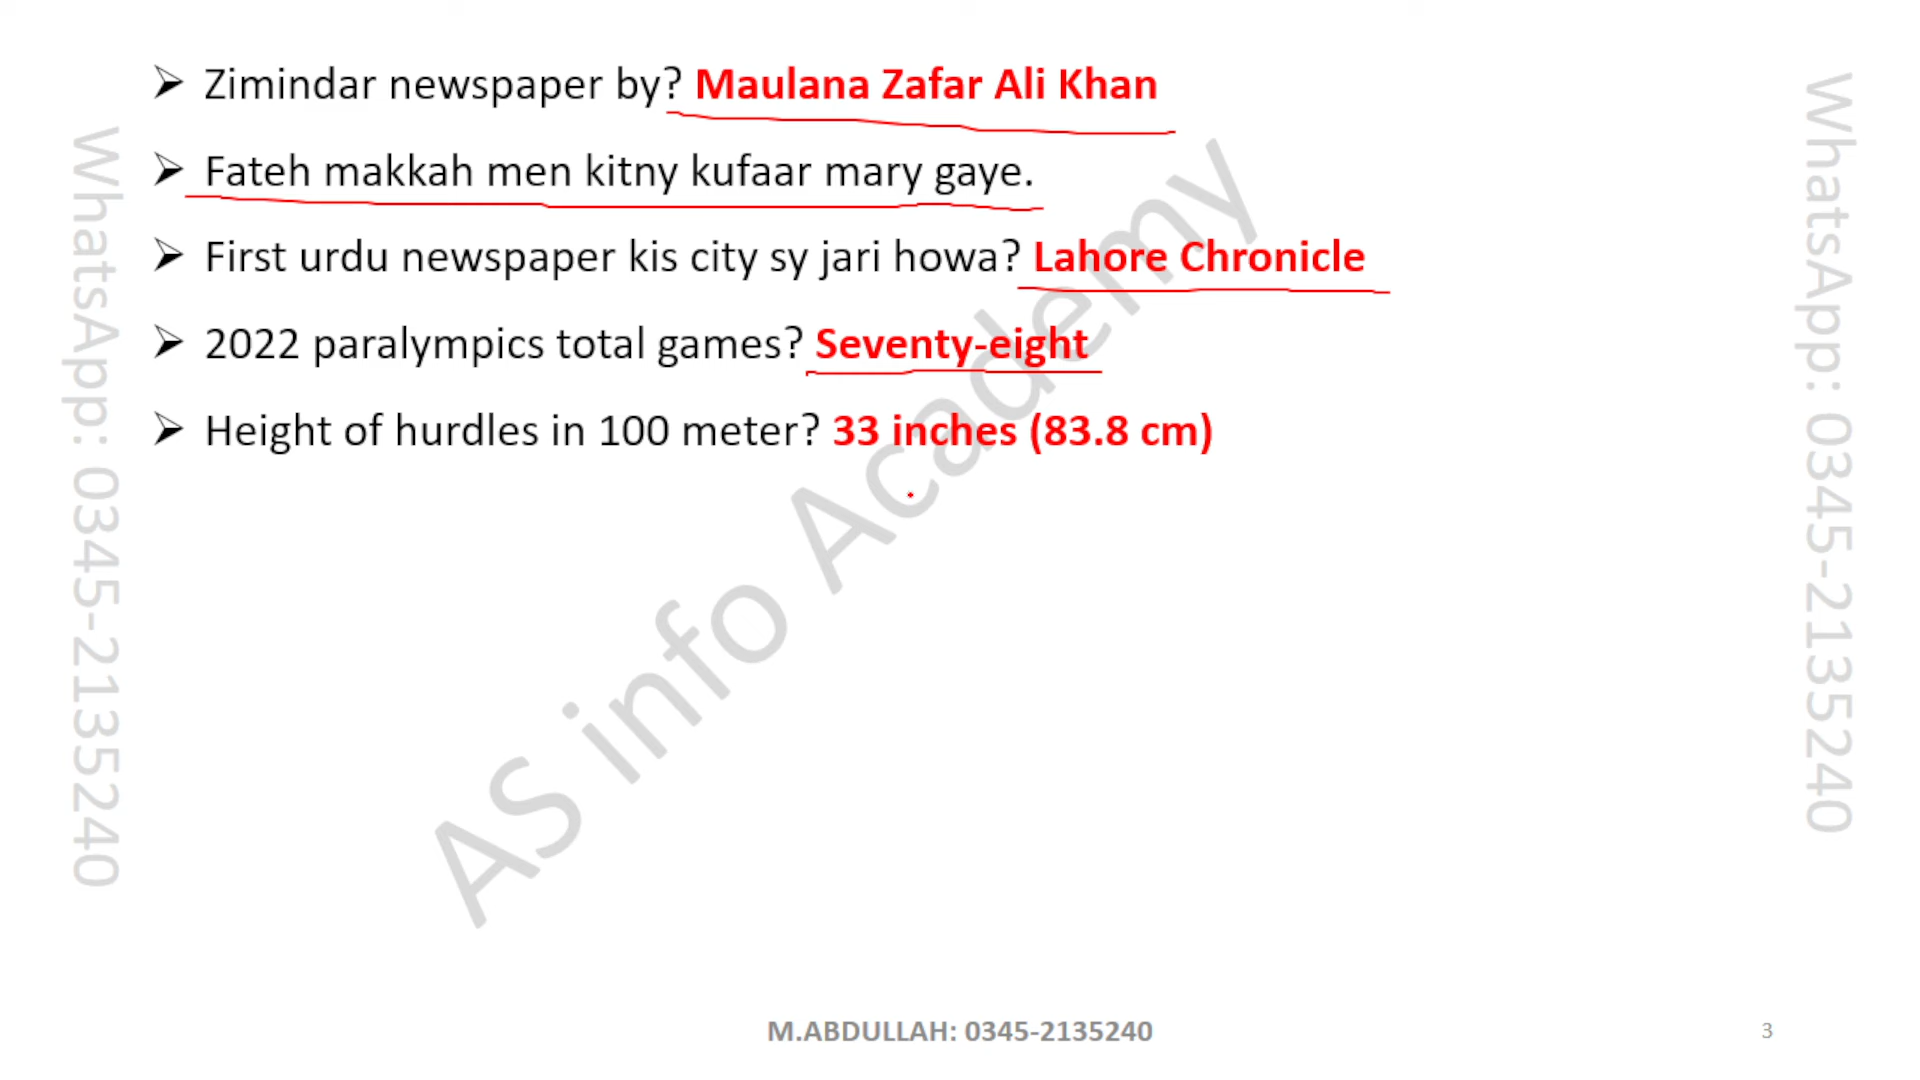 ➢ Zimindar newspaper by? Maulana Zafar Ali Khan
➢ Fateh makkah men kitny kufaar mary gaye.
➢ First urdu newspaper kis city sy jari howa? Lahore Chronicle
➢ 2022 paralympics total games? Seventy-eight
➢ Height of hurdles in 100 meter? 33 inches (83.8 cm)
WhatsApp: 0345-2135240
AS info Academy
WhatsApp: 0345-2135240
M.ABDULLAH: 0345-2135240
3